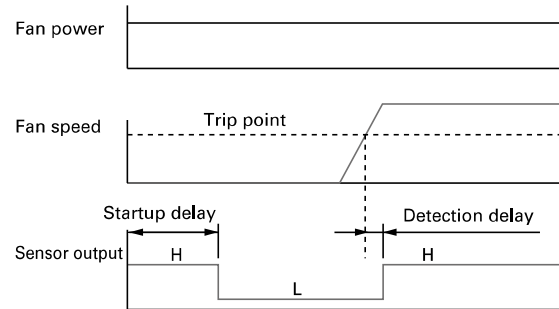 Fan power
Trip point
Fan speed
Startup delay
Detection delay
Sensor output
H
H
L